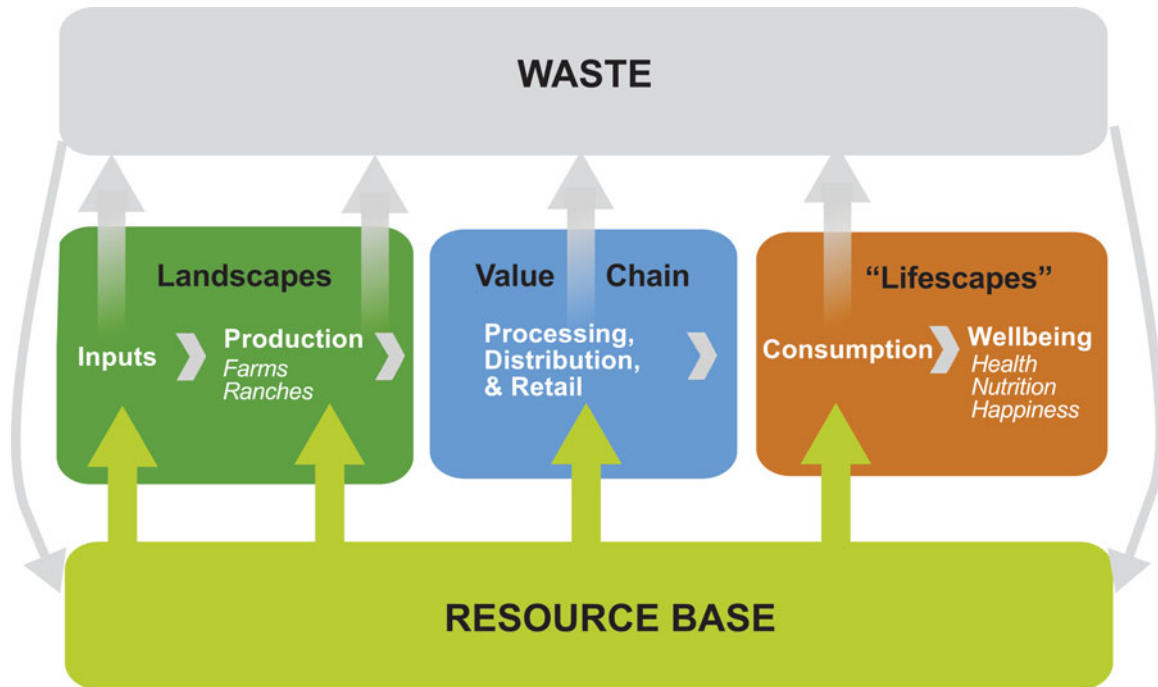 WASTE
Landscapes
Inputs
Production
Farms
Ranches
Value Chain
Processing,
Distribution,
& Retail
“Lifescapes”
Consumption
Wellbeing
Health
Nutrition
Happiness
RESOURCE BASE